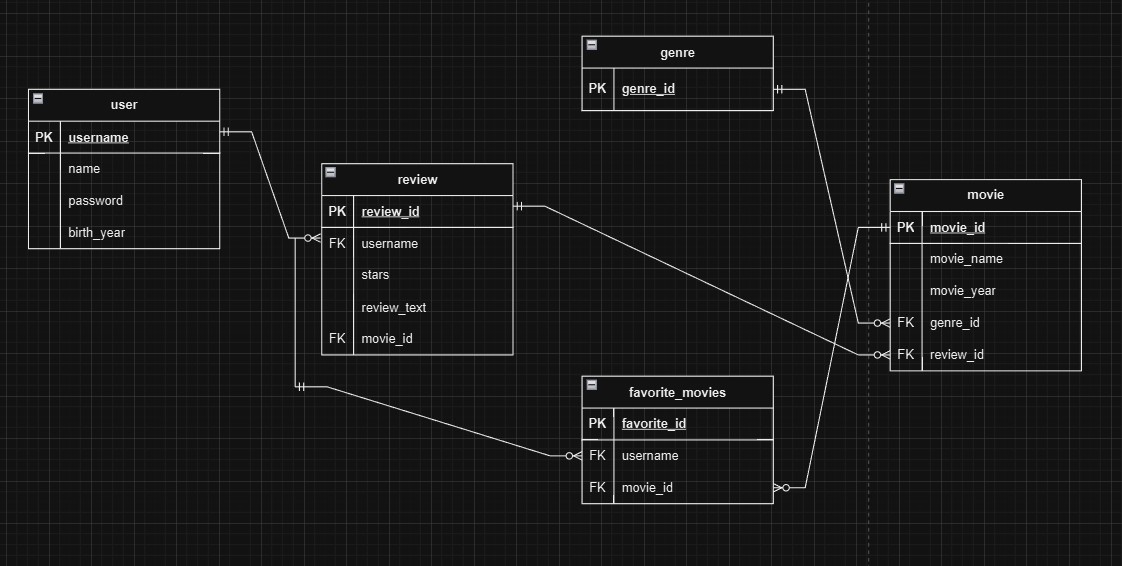 user
PK username
name
password
birth_year
review
PK review_id
FK username
stars
review_text
FK movie_id
genre
PK genre_id
favorite_movies
PK favorite_id
FK username
FK movie_id
movie
PK movie_id
movie_name
movie_year
FK genre_id
FK review_id